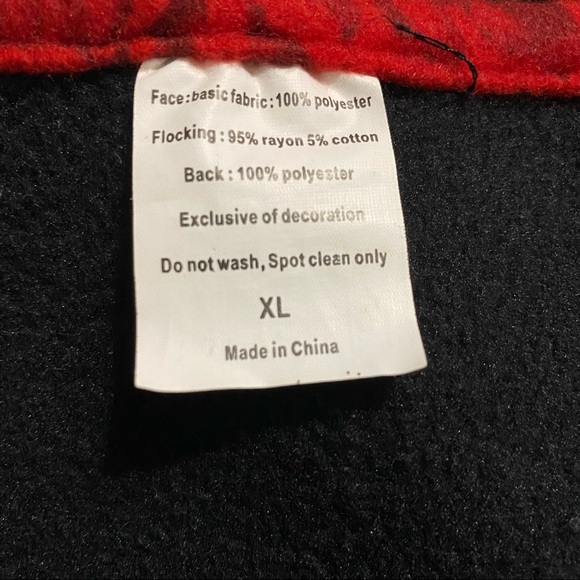 Face:basic fabric:100% polyester
Flocking:95% rayon 5% cotton
Back:100% polyester
Exclusive of decoration
Do not wash, Spot clean only
XL
Made in China